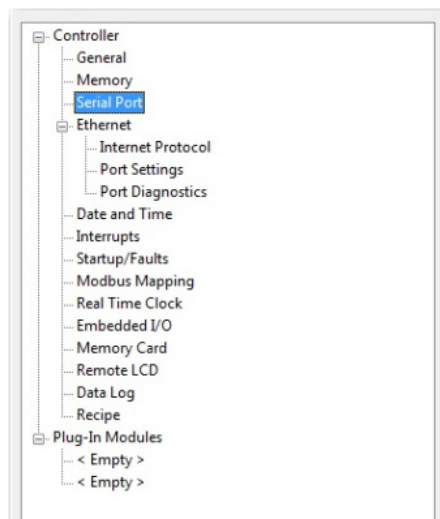 Controller
General
Memory
Serial Port
Ethernet
Internet Protocol
Port Settings
Port Diagnostics
Date and Time
Interrupts
Startup/Faults
Modbus Mapping
Real Time Clock
Embedded I/O
Memory Card
Remote LCD
Data Log
Recipe
Plug-In Modules
< Empty >
< Empty >